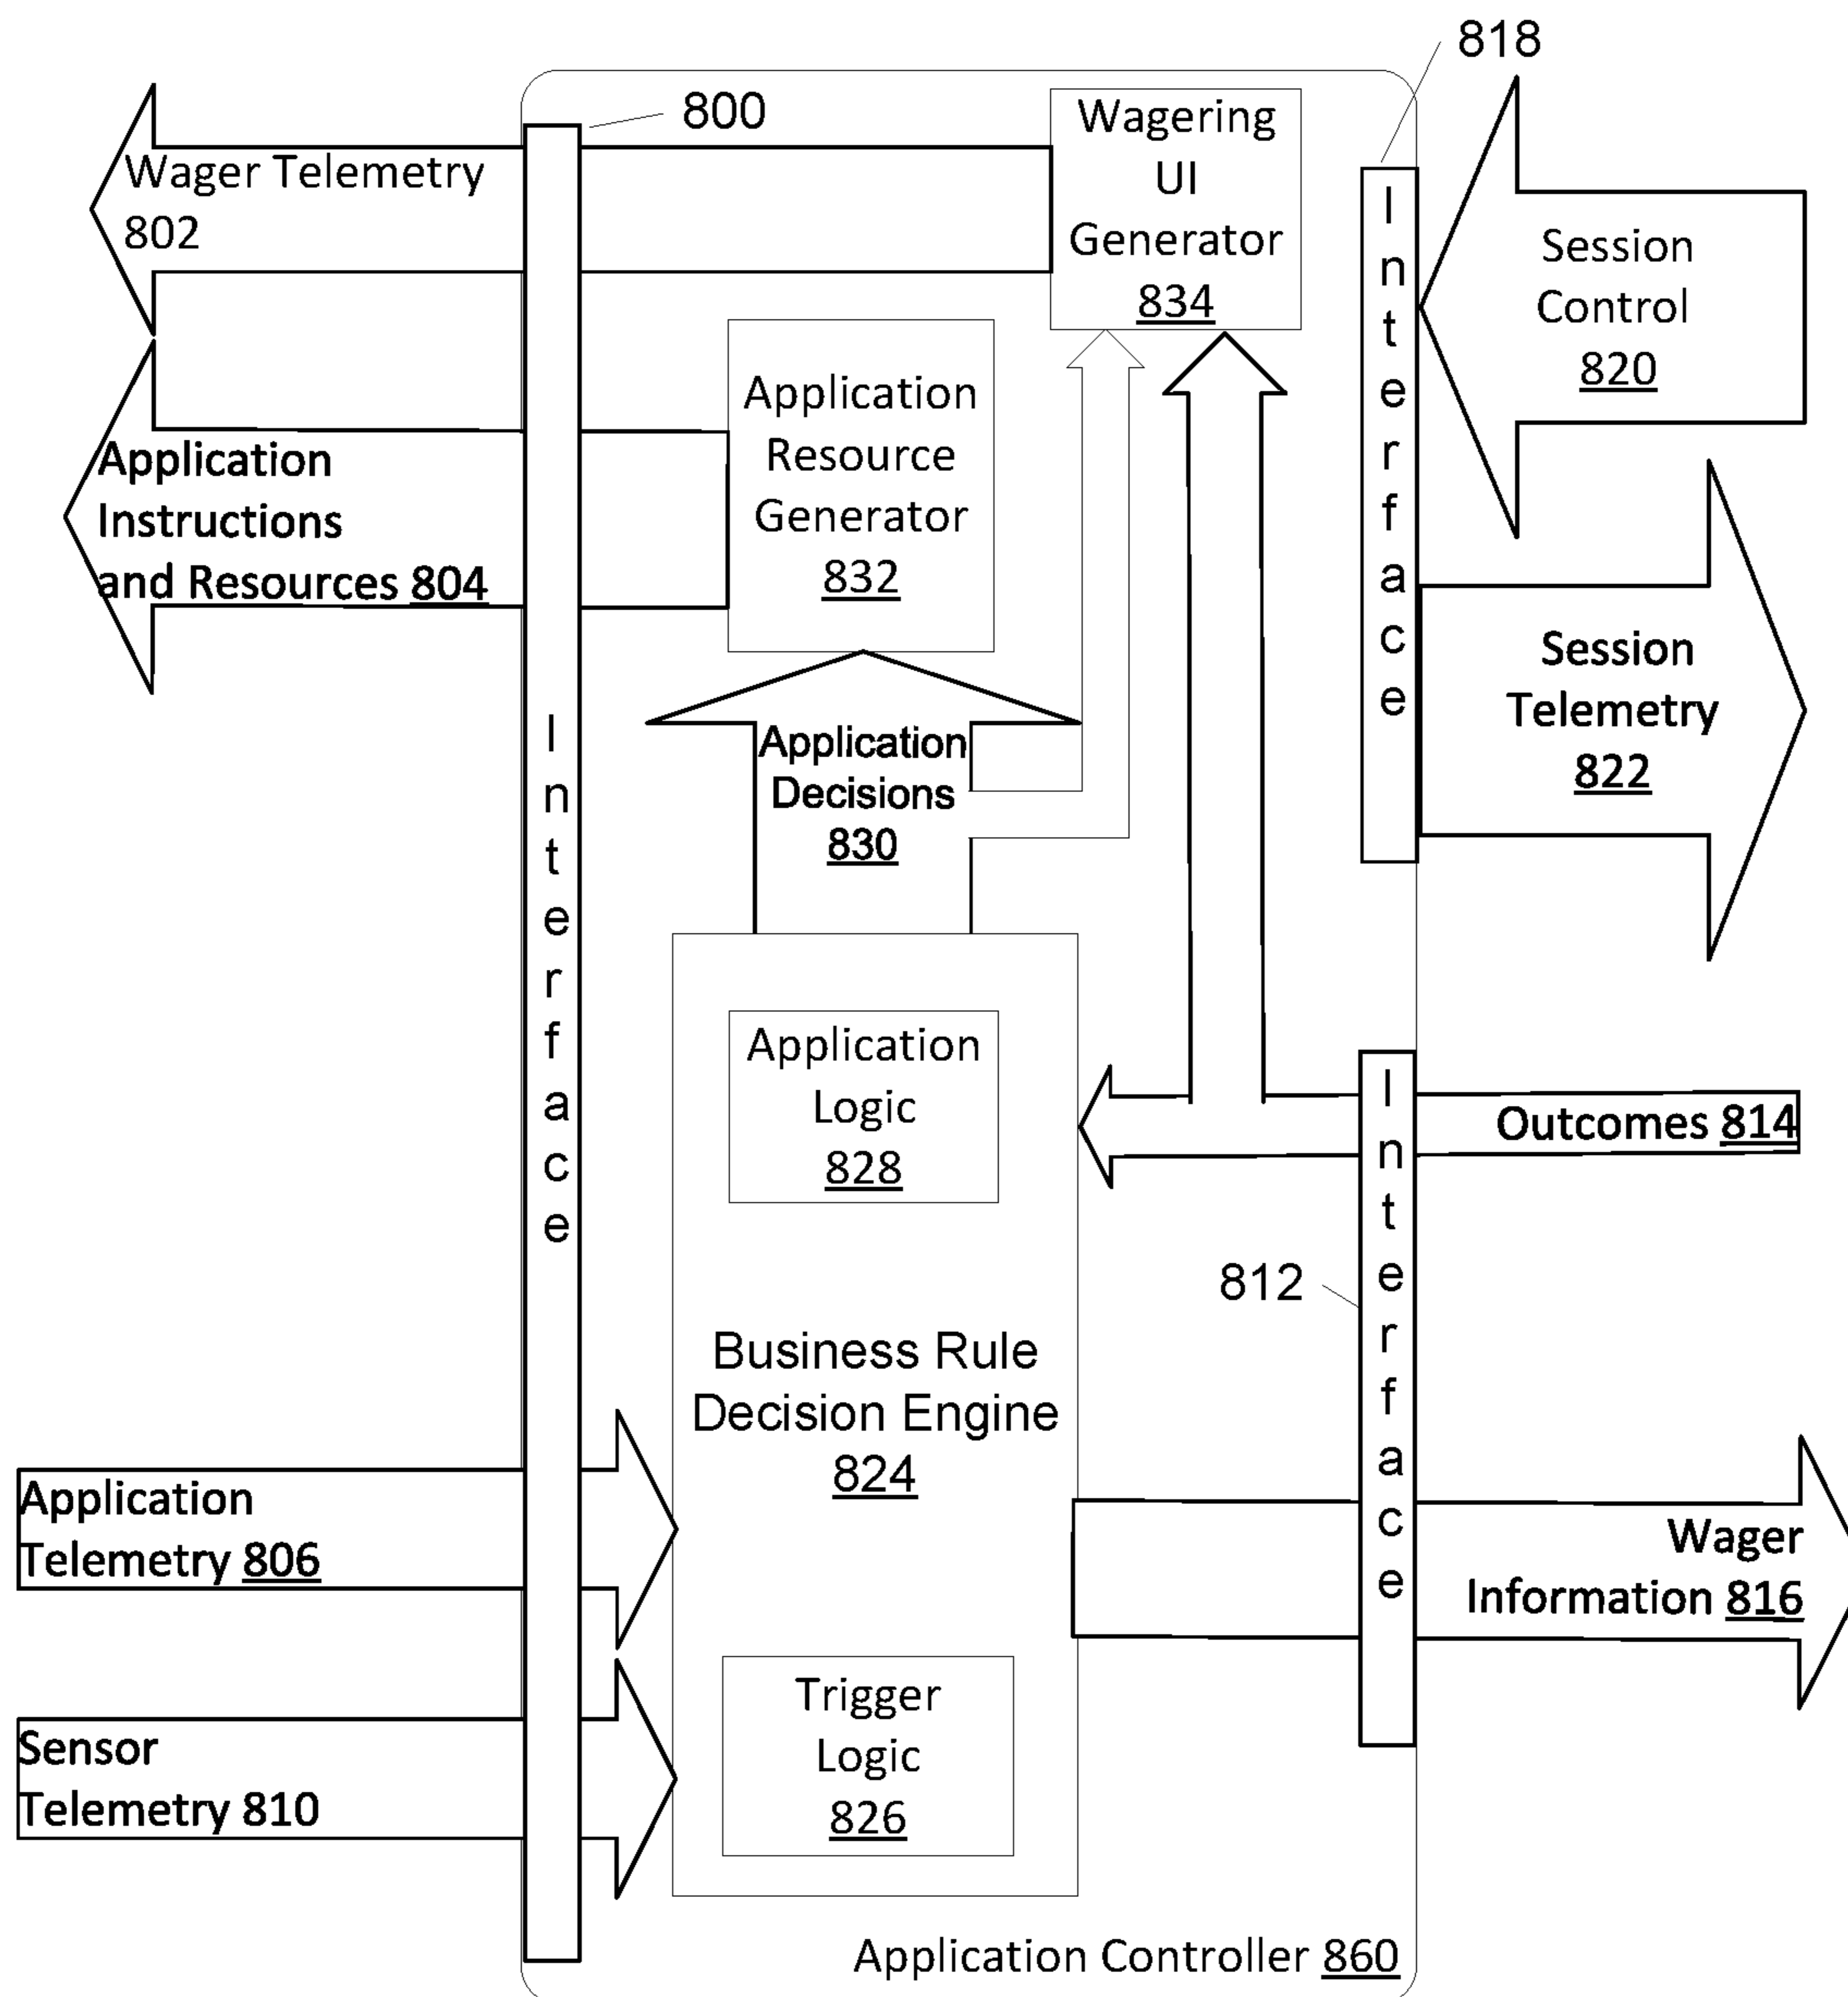 818
800
Wagering
UI
Generator
834
Wager Telemetry
802
Interface
Session
Control
820
Application
Resource
Generator
832
Application
Instructions
and Resources 804
Session
Telemetry
822
Interface
Application
Decisions
830
Application
Logic
828
Interface
Outcomes 814
812
Business Rule
Decision Engine
824
Application
Telemetry 806
Wager
Information 816
Trigger
Logic
826
Sensor
Telemetry 810
Application Controller 860